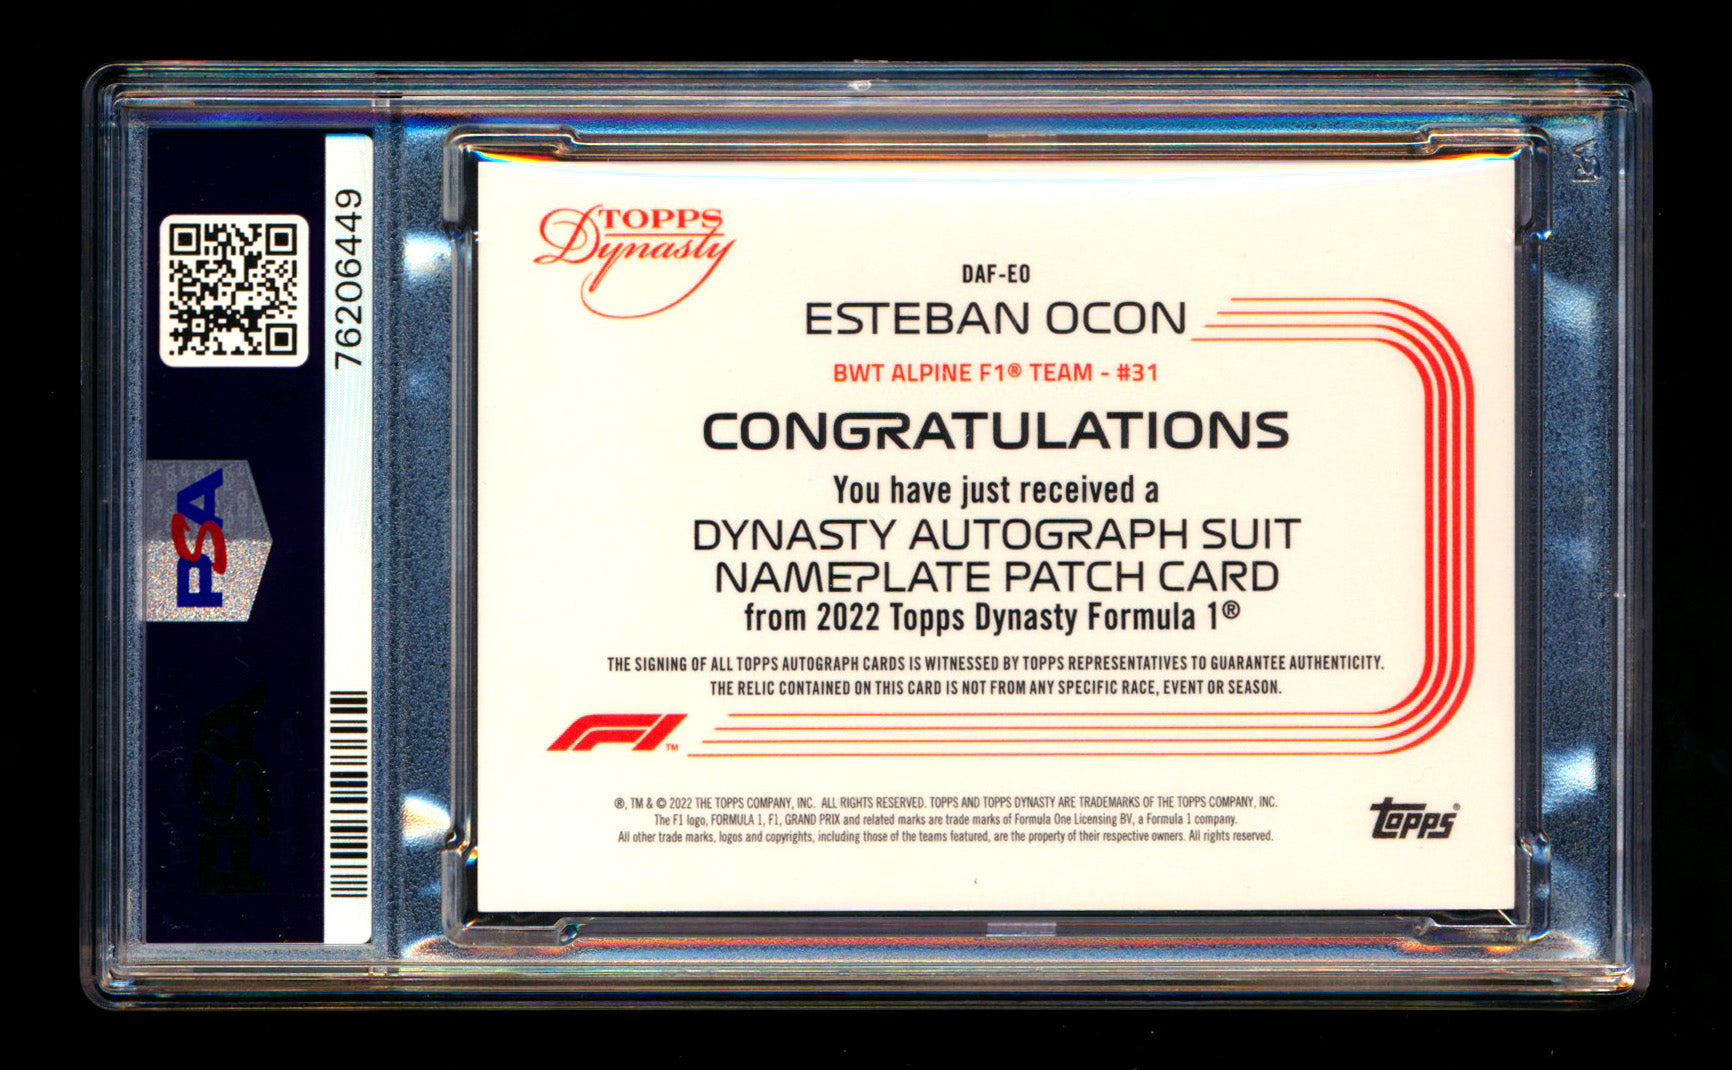 76206449
PSA
PSA
TOPPS
Dynasty
DAF-EO
ESTEBAN OCON
BWT ALPINE F1® TEAM - #31
CONGRATULATIONS
You have just received a
DYNASTY AUTOGRAPH SUIT
NAMEPLATE PATCH CARD
from 2022 Topps Dynasty Formula 1®
THE SIGNING OF ALL TOPPS AUTOGRAPH CARDS IS WITNESSED BY TOPPS REPRESENTATIVES TO GUARANTEE AUTHENTICITY.
THE RELIC CONTAINED ON THIS CARD IS NOT FROM ANY SPECIFIC RACE, EVENT OR SEASON.
F1™
®, TM & © 2022 THE TOPPS COMPANY, INC. ALL RIGHTS RESERVED. TOPPS AND TOPPS DYNASTY ARE TRADEMARKS OF THE TOPPS COMPANY, INC.
The F1 logo, FORMULA 1, F1, GRAND PRIX and related marks are trade marks of Formula One Licensing BV, a Formula 1 company.
All other trade marks, logos and copyrights, including those of the teams featured, are the property of their respective owners. All rights reserved.
topps®
PSA